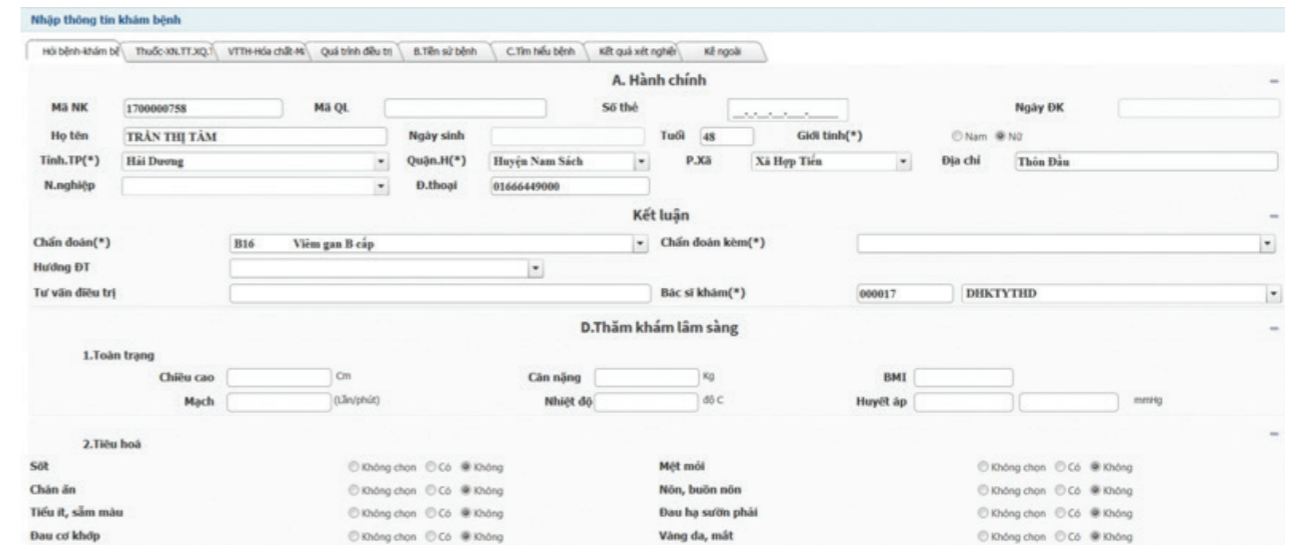 Nhập thông tin khám bệnh
Hỏi bệnh-khám bệ Thuốc-XN.TT.XQ.T VTTH-Hóa chất-Má Quá trình điều trị B.Tiền sử bệnh C.Tìm hiểu bệnh Kết quả xét nghiệ Kê ngoài
A. Hành chính
Mã NK 1700000758 Mã QL Số thẻ __-_-__-__-___-_____ Ngày ĐK
Họ tên TRẦN THỊ TÂM Ngày sinh Tuổi 48 Giới tính(*) Nam Nữ
Tỉnh.TP(*) Hải Dương Quận.H(*) Huyện Nam Sách P.Xã Xã Hợp Tiến Địa chỉ Thôn Đầu
N.nghiệp Đ.thoại 01666449000
Kết luận
Chẩn đoán(*) B16 Viêm gan B cấp Chẩn đoán kèm(*)
Hướng ĐT
Tư vấn điều trị Bác sĩ khám(*) 000017 DHKTYTHD
D.Thăm khám lâm sàng
1.Toàn trạng
Chiều cao Cm Cân nặng Kg BMI
Mạch (Lần/phút) Nhiệt độ độ C Huyết áp mmHg
2.Tiêu hoá
Sốt Không chọn Có Không Mệt mỏi Không chọn Có Không
Chán ăn Không chọn Có Không Nôn, buồn nôn Không chọn Có Không
Tiểu ít, sẫm màu Không chọn Có Không Đau hạ sườn phải Không chọn Có Không
Đau cơ khớp Không chọn Có Không Vàng da, mắt Không chọn Có Không